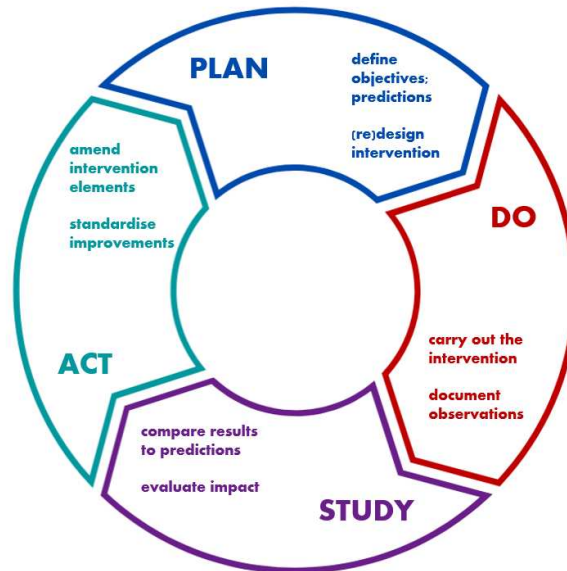 PLAN
define
objectives;
predictions
(re)design
intervention
DO
carry out the
intervention
document
observations
STUDY
compare results
to predictions
evaluate impact
ACT
amend
intervention
elements
standardise
improvements